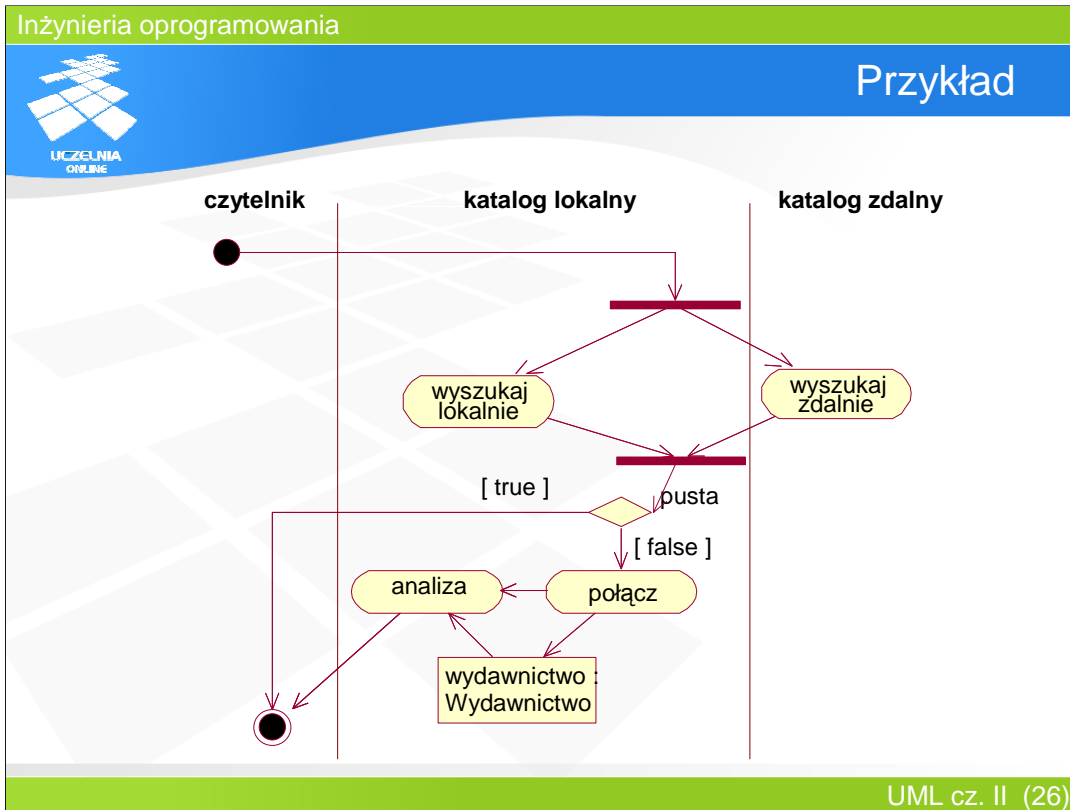 Inżynieria oprogramowania
Przykład
UCZELNIA
ONLINE
czytelnik
katalog lokalny
katalog zdalny
wyszukaj
lokalnie
wyszukaj
zdalnie
[ true ]
pusta
[ false ]
analiza
połącz
wydawnictwo :
Wydawnictwo
UML cz. II (26)